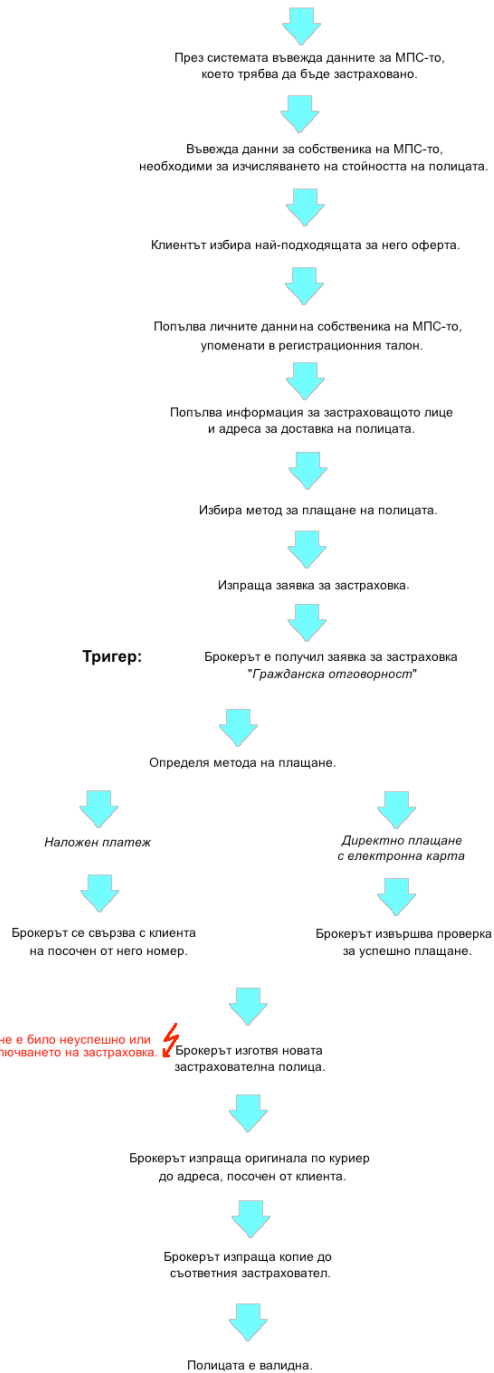 През системата въвежда данните за МПС-то,
което трябва да бъде застраховано.
Въвежда данни за собственика на МПС-то,
необходими за изчисляването на стойността на полицата.
Клиентът избира най-подходящата за него оферта.
Попълва личните данни на собственика на МПС-то,
упоменати в регистрационния талон.
Попълва информация за застраховащото лице
и адреса за доставка на полицата.
Избира метод за плащане на полицата.
Изпраща заявка за застраховка.
Тригер:
Брокерът е получил заявка за застраховка
"Гражданска отговорност"
Определя метода на плащане.
Наложен платеж
Директно плащане
с електронна карта
Брокерът се свързва с клиента
на посочен от него номер.
Брокерът извършва проверка
за успешно плащане.
не е било неуспешно или
лючването на застраховка.
Брокерът изготвя новата
застрахователна полица.
Брокерът изпраща оригинала по куриер
до адреса, посочен от клиента.
Брокерът изпраща копие до
съответния застраховател.
Полицата е валидна.